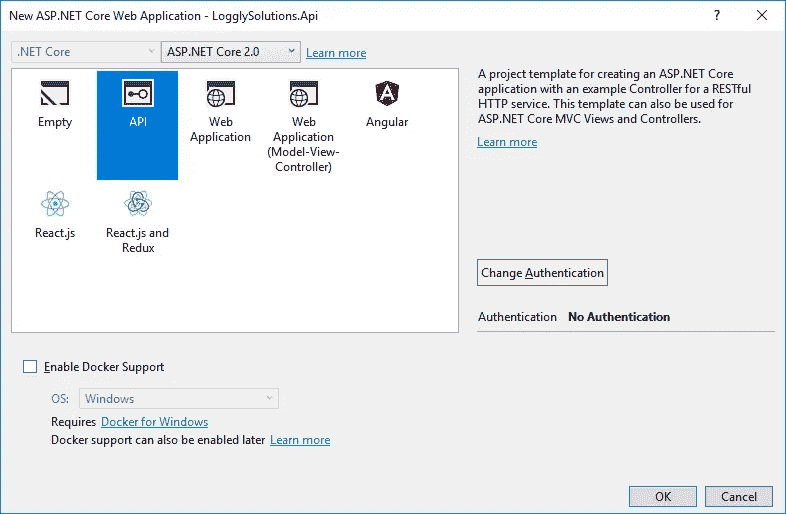 New ASP.NET Core Web Application - LogglySolutions.Api
.NET Core
ASP.NET Core 2.0
Learn more
Empty
API
Web
Application
Web
Application
(Model-View-
Controller)
Angular
React.js
React.js and
Redux
A project template for creating an ASP.NET Core
application with an example Controller for a RESTful
HTTP service. This template can also be used for
ASP.NET Core MVC Views and Controllers.
Learn more
Change Authentication
Authentication No Authentication
Enable Docker Support
OS: Windows
Requires Docker for Windows
Docker support can also be enabled later Learn more
OK
Cancel